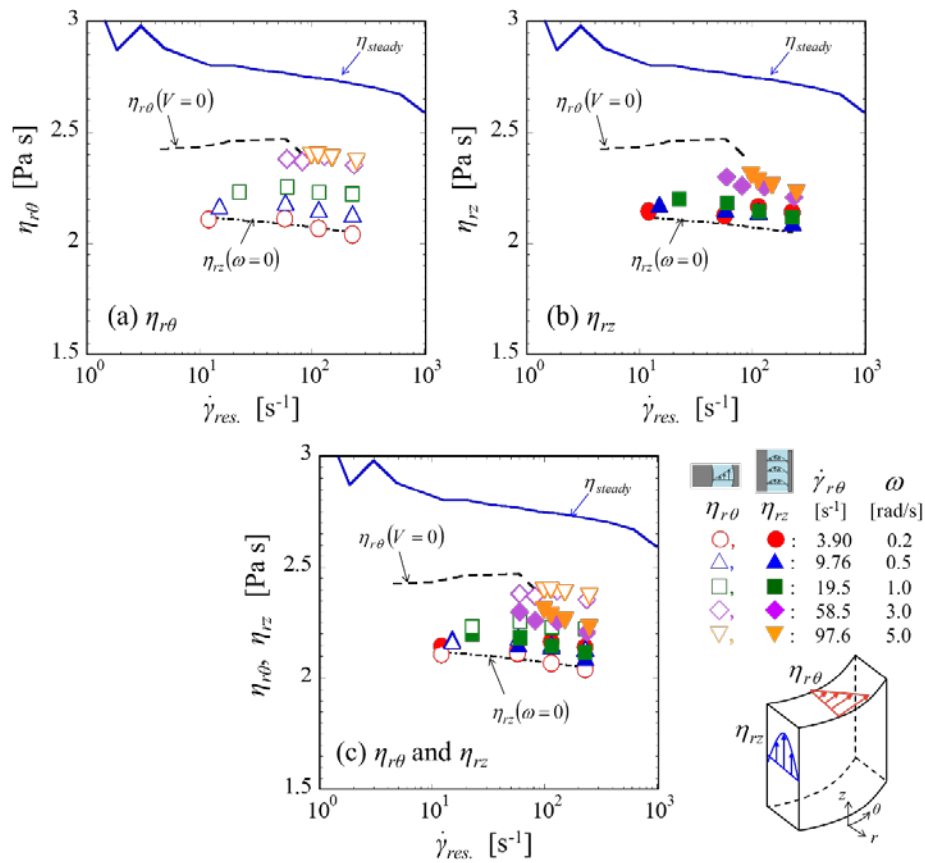 3
2.5
2
1.5
η_rθ [Pa s]
η_steady
η_rθ(V = 0)
η_rz(ω = 0)
(a) η_rθ
10^0 10^1 10^2 10^3
γ̇_res. [s^-1]
3
2.5
2
1.5
η_rz [Pa s]
η_steady
η_rθ(V = 0)
η_rz(ω = 0)
(b) η_rz
10^0 10^1 10^2 10^3
γ̇_res. [s^-1]
3
2.5
2
1.5
η_rθ, η_rz [Pa s]
η_steady
η_rθ(V = 0)
η_rz(ω = 0)
(c) η_rθ and η_rz
10^0 10^1 10^2 10^3
γ̇_res. [s^-1]
γ̇_rθ ω
η_rθ η_rz [s^-1] [rad/s]
, : 3.90 0.2
, : 9.76 0.5
, : 19.5 1.0
, : 58.5 3.0
, : 97.6 5.0
η_rθ
η_rz
z
θ
r